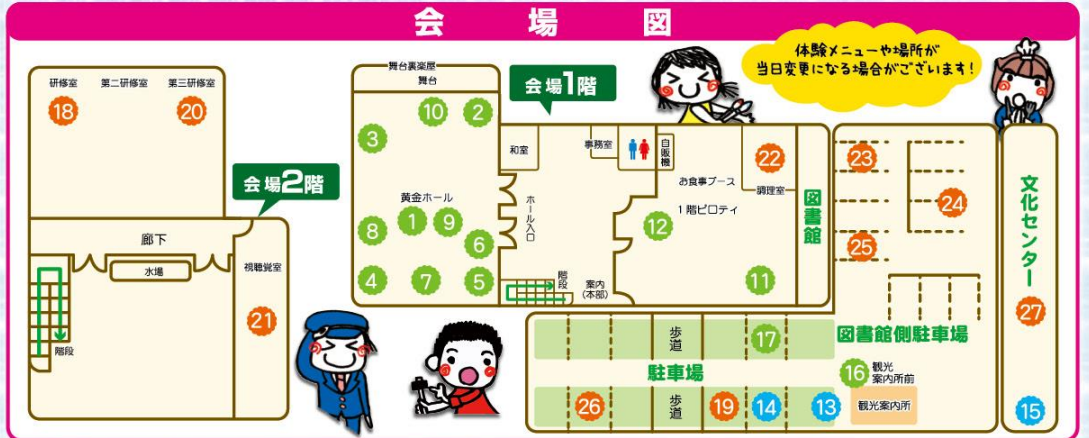 会場図
体験メニューや場所が
当日変更になる場合がございます!
研修室
第二研修室
第三研修室
18
20
会場2階
廊下
水場
視聴覚室
21
階段
舞台裏楽屋
舞台
会場1階
10
2
3
和室
事務室
自販機
22
調理室
お食事ブース
1階ピロティ
図書館
黄金ホール
ホール入口
8
1
9
6
12
4
7
5
階段
案内
(本部)
11
23
24
25
文化センター
27
15
歩道
17
図書館側駐車場
駐車場
16
観光
案内所前
26
歩道
19
14
13
観光案内所